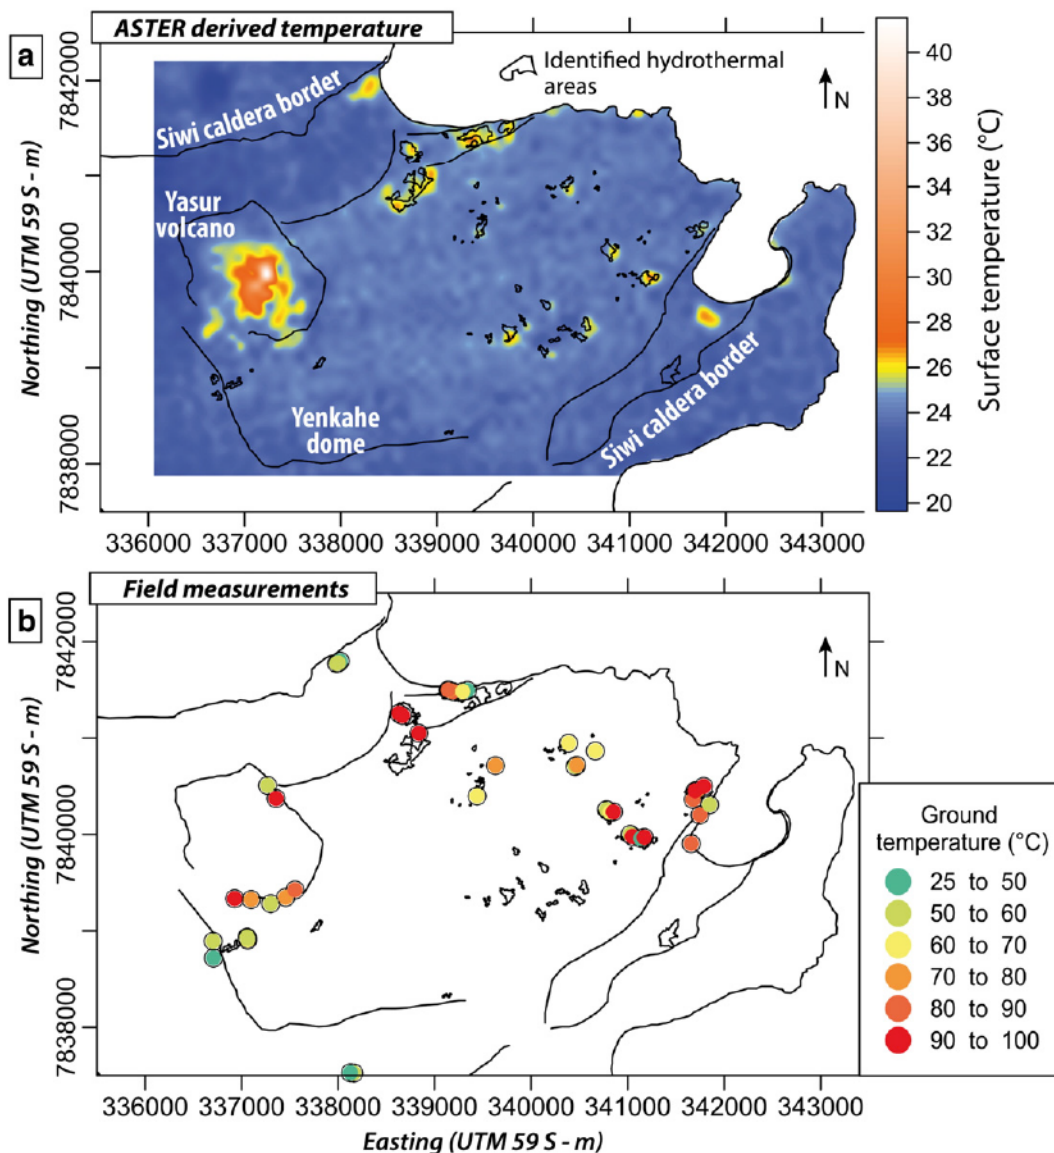 ASTER derived temperature
a
Identified hydrothermal
areas
N
Siwi caldera border
Yasur
volcano
Yenkahe
dome
Siwi caldera border
7842000
7840000
7838000
Northing (UTM 59 S - m)
336000 337000 338000 339000 340000 341000 342000 343000
40
38
36
34
32
30
28
26
24
22
20
Surface temperature (°C)
Field measurements
b
N
7842000
7840000
7838000
Northing (UTM 59 S - m)
Ground
temperature (°C)
25 to 50
50 to 60
60 to 70
70 to 80
80 to 90
90 to 100
336000 337000 338000 339000 340000 341000 342000 343000
Easting (UTM 59 S - m)